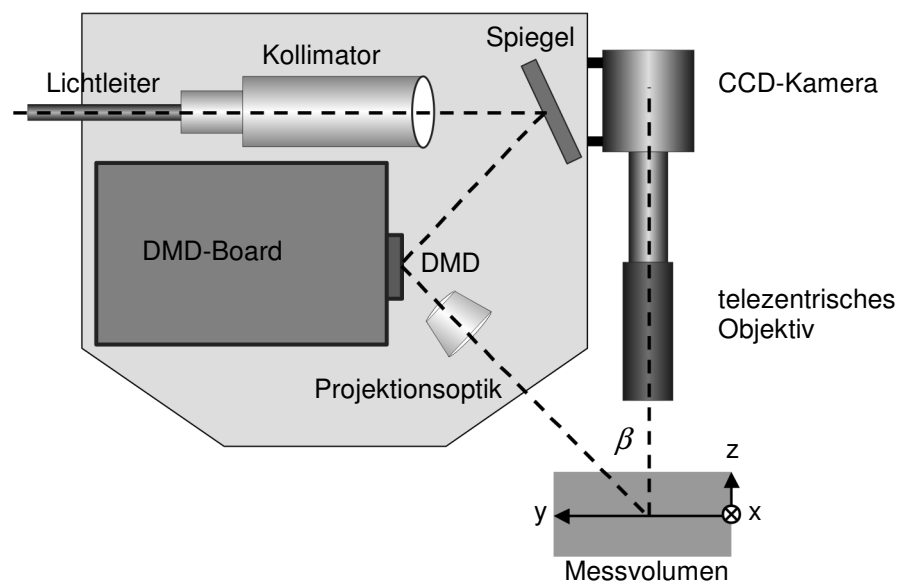 Spiegel
Kollimator
Lichtleiter
CCD-Kamera
DMD-Board
DMD
telezentrisches
Objektiv
Projektionsoptik
β
z
y
x
Messvolumen